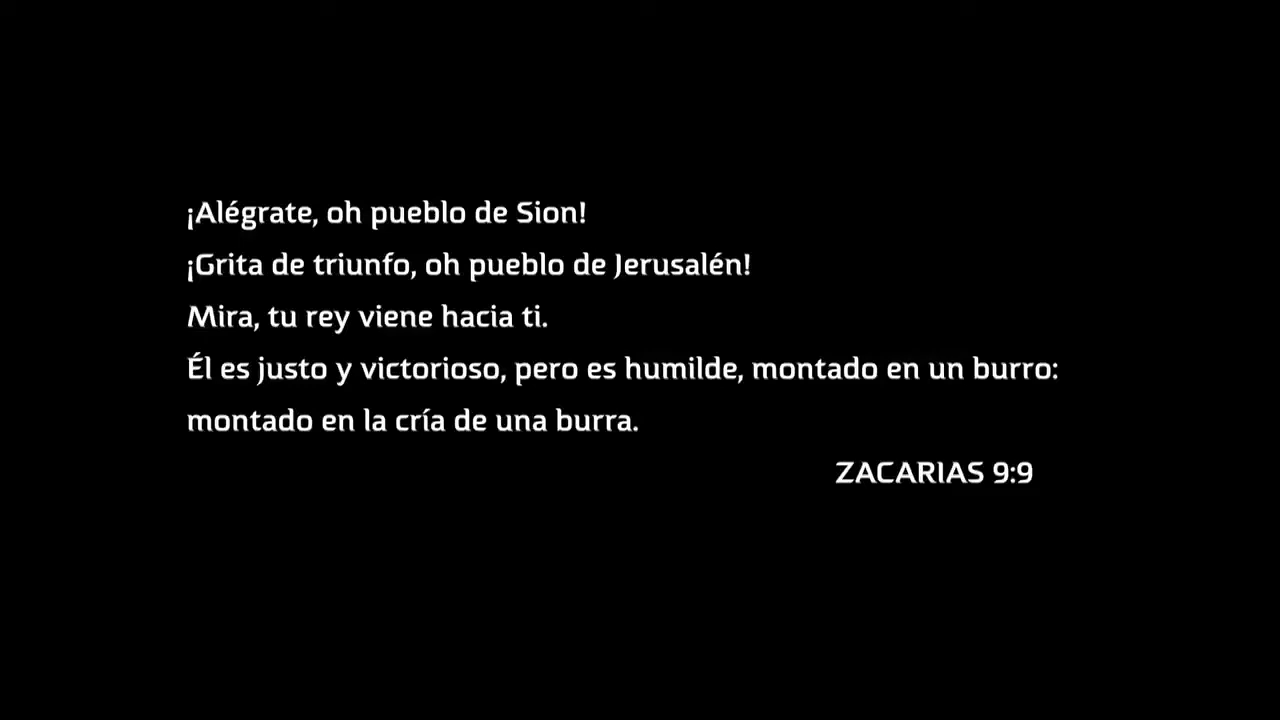 ¡Alégrate, oh pueblo de Sion!
¡Grita de triunfo, oh pueblo de Jerusalén!
Mira, tu rey viene hacia ti.
Él es justo y victorioso, pero es humilde, montado en un burro:
montado en la cría de una burra.
ZACARIAS 9:9